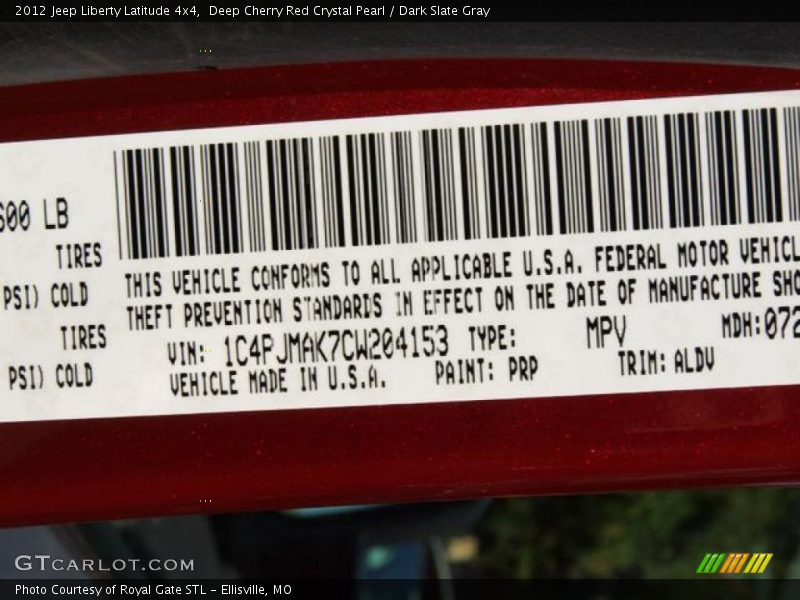 2012 Jeep Liberty Latitude 4x4, Deep Cherry Red Crystal Pearl / Dark Slate Gray
600 LB
TIRES
PSI) COLD
TIRES
PSI) COLD
THIS VEHICLE CONFORMS TO ALL APPLICABLE U.S.A. FEDERAL MOTOR VEHICL
THEFT PREVENTION STANDARDS IN EFFECT ON THE DATE OF MANUFACTURE SHO
VIN: 1C4PJMAK7CW204153 TYPE: MPV MDH:072
VEHICLE MADE IN U.S.A. PAINT: PRP TRIM: ALDV
GTCARLOT.COM
Photo Courtesy of Royal Gate STL - Ellisville, MO